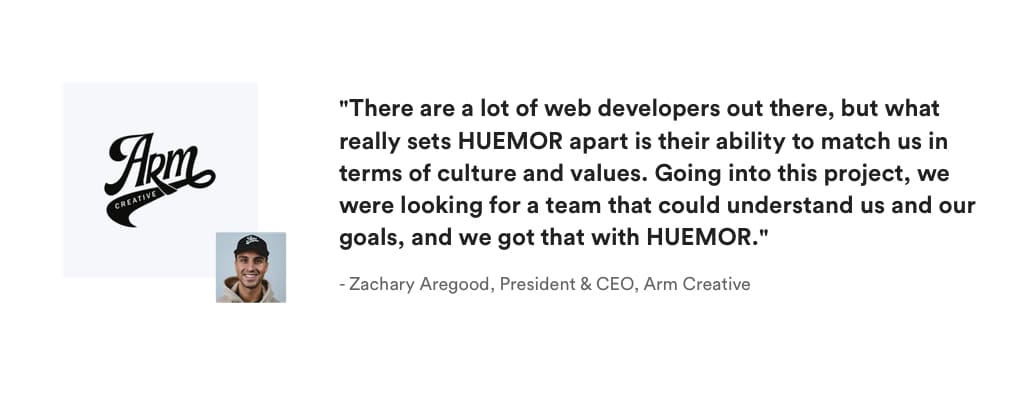 Arm
CREATIVE
"There are a lot of web developers out there, but what
really sets HUEMOR apart is their ability to match us in
terms of culture and values. Going into this project, we
were looking for a team that could understand us and our
goals, and we got that with HUEMOR."
- Zachary Aregood, President & CEO, Arm Creative